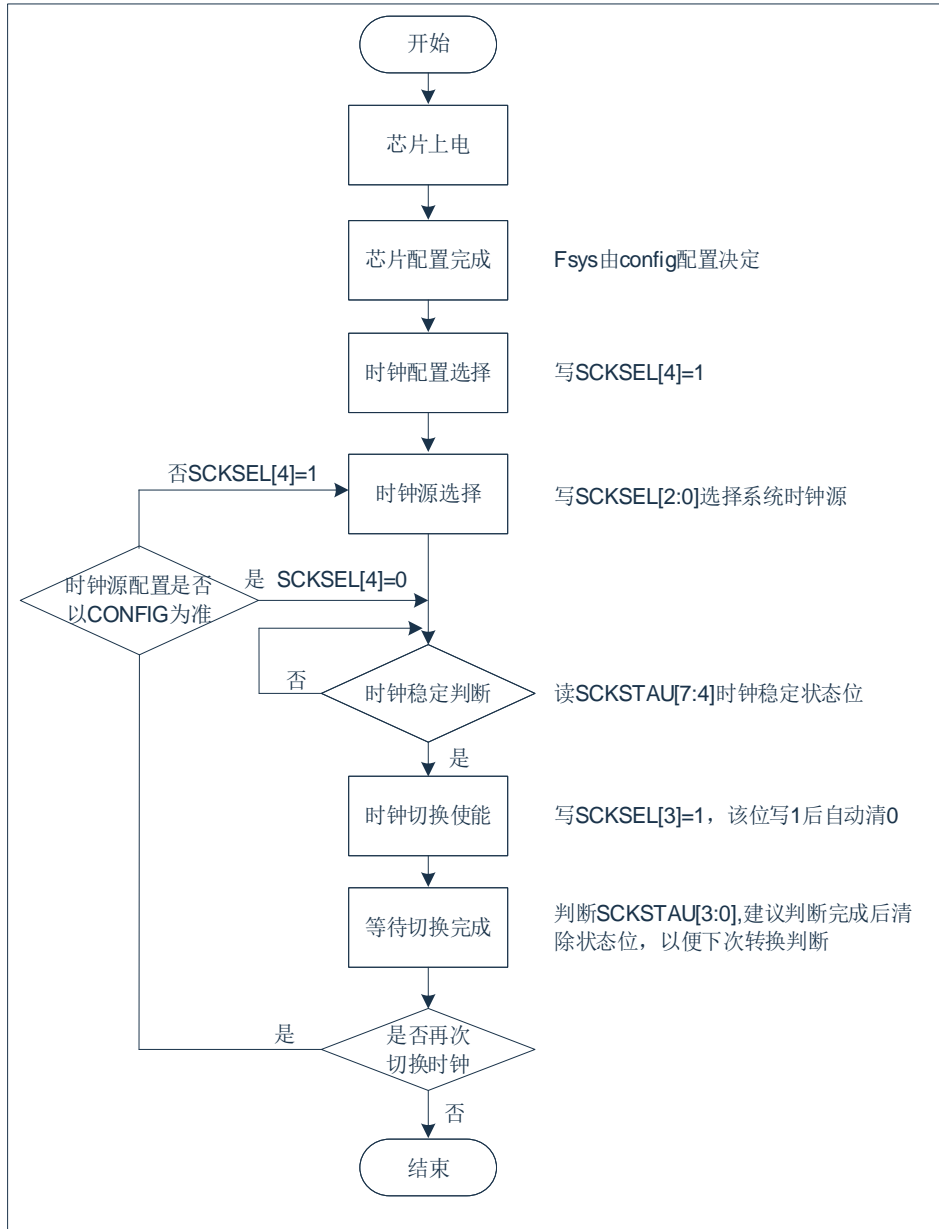 开始
芯片上电
芯片配置完成
Fsys由config配置决定
时钟配置选择
写SCKSEL[4]=1
否SCKSEL[4]=1
时钟源选择
写SCKSEL[2:0]选择系统时钟源
时钟源配置是否
以CONFIG为准
是 SCKSEL[4]=0
否
时钟稳定判断
读SCKSTAU[7:4]时钟稳定状态位
是
时钟切换使能
写SCKSEL[3]=1，该位写1后自动清0
等待切换完成
判断SCKSTAU[3:0],建议判断完成后清
除状态位，以便下次转换判断
是
是否再次
切换时钟
否
结束